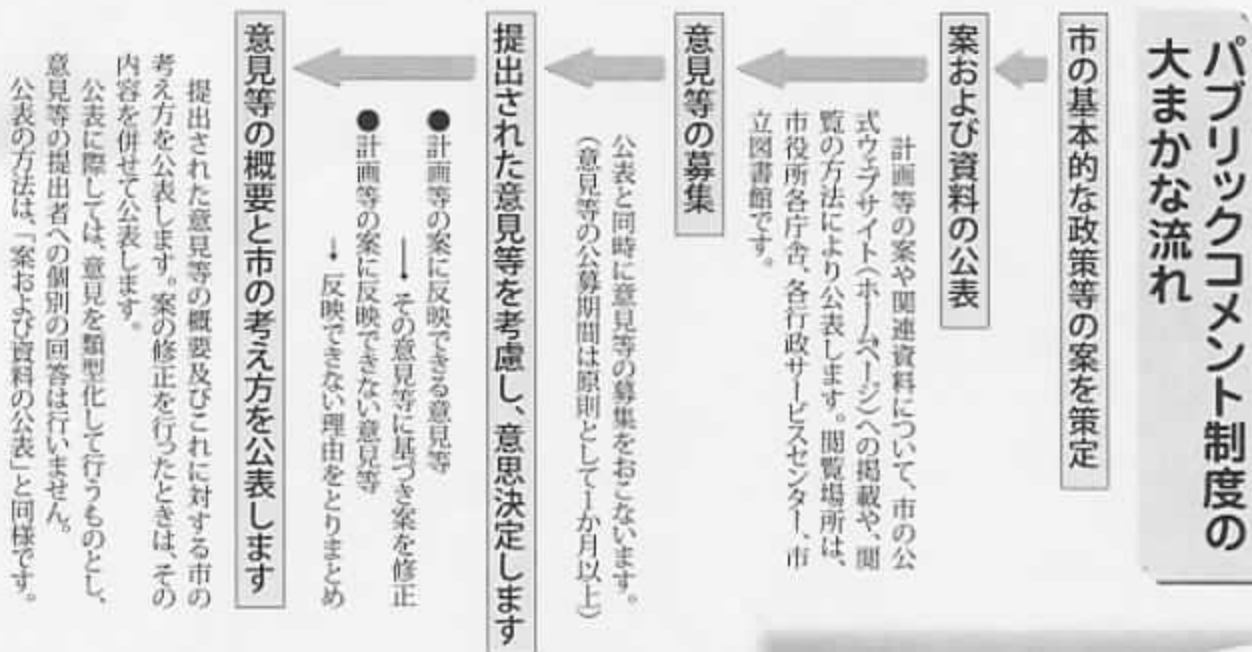 パブリックコメント制度の
大まかな流れ
市の基本的な政策等の案を策定
案および資料の公表
計画等の案や関連資料について、市の公
式ウェブサイト（ホームページ）への掲載や、閲
覧の方法により公表します。閲覧場所は、
市役所各庁舎、各行政サービスセンター、市
立図書館です。
意見等の募集
公表と同時に意見等の募集をおこないます。
（意見等の公募期間は原則として1か月以上）
提出された意見等を考慮し、意思決定します
●計画等の案に反映できる意見等
→ その意見等に基づき案を修正
●計画等の案に反映できない意見等
→ 反映できない理由をとりまとめ
意見等の概要と市の考え方を公表します
提出された意見等の概要及びこれに対する市の
考え方を公表します。案の修正を行ったときは、その
内容を併せて公表します。
公表に際しては、意見を類型化して行うものとし、
意見等の提出者への個別の回答は行いません。
公表の方法は、「案および資料の公表」と同様です。